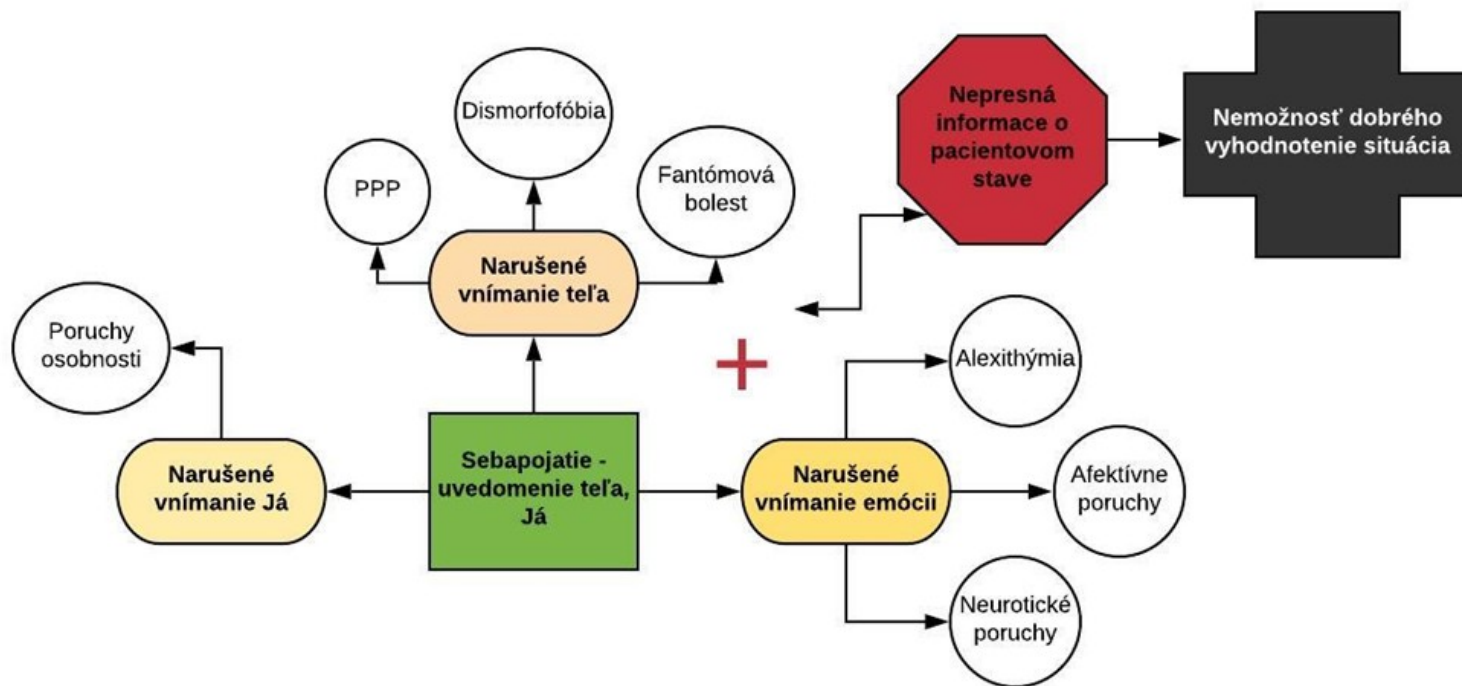 Dismorfofóbia
PPP
Fantómová
bolest
Nepresná
informace o
pacientovom
stave
Nemožnosť dobrého
vyhodnotenie situácia
Narušené
vnímanie teľa
Poruchy
osobnosti
Alexithýmia
Narušené
vnímanie Já
Sebapojatie -
uvedomenie teľa,
Já
Narušené
vnímanie emócii
Afektívne
poruchy
Neurotické
poruchy